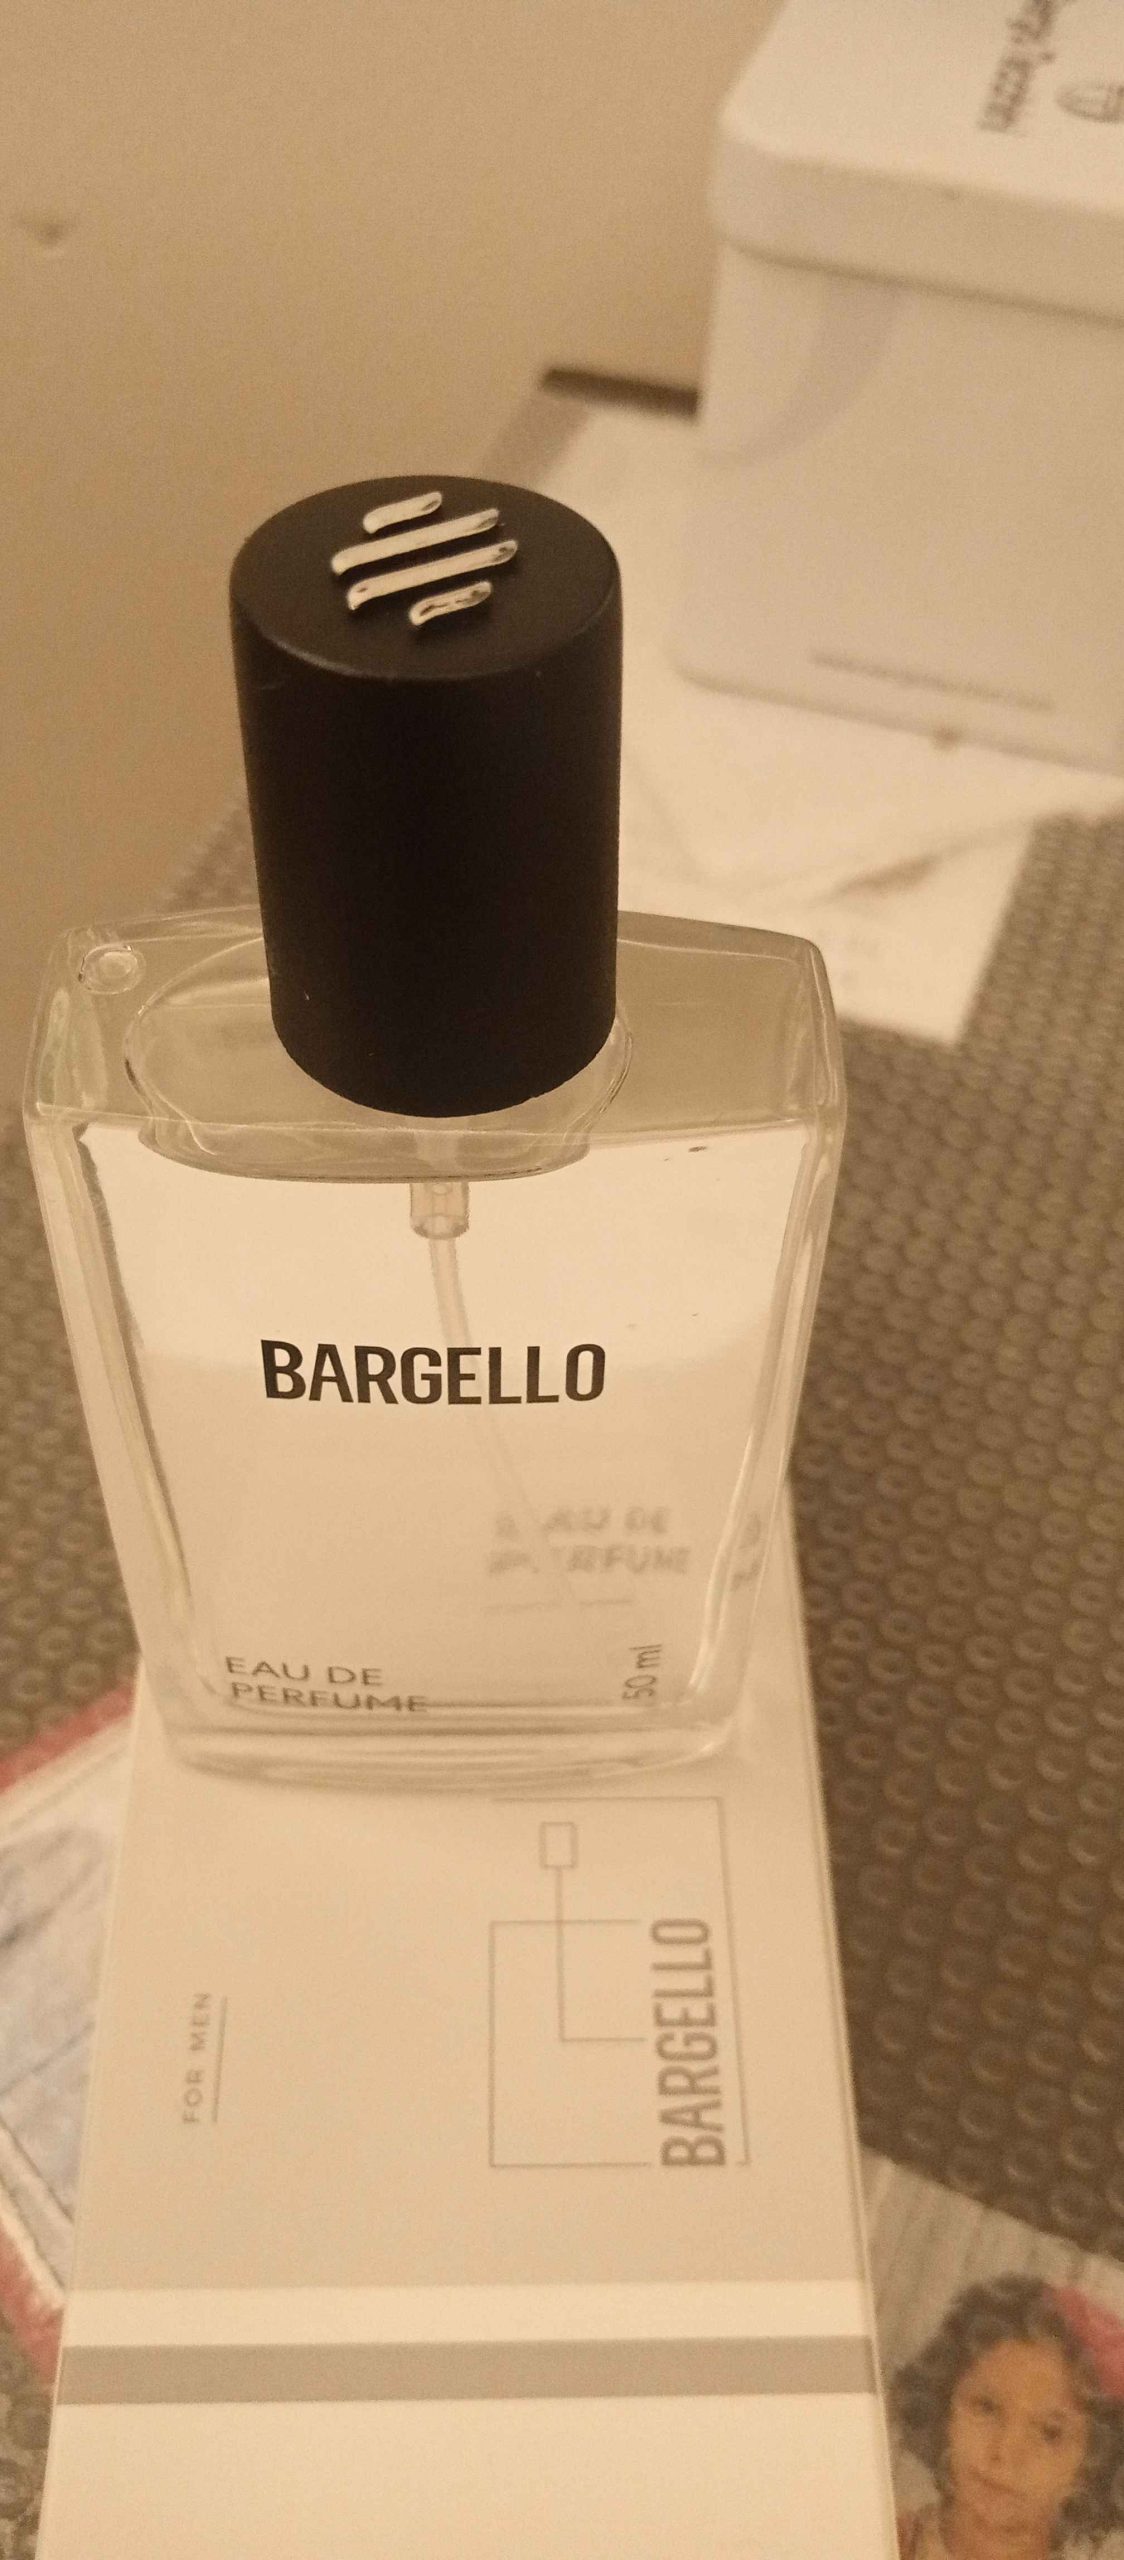 BARGELLO
EAU DE
PERFUME
50 ml
BARGELLO
FOR MEN